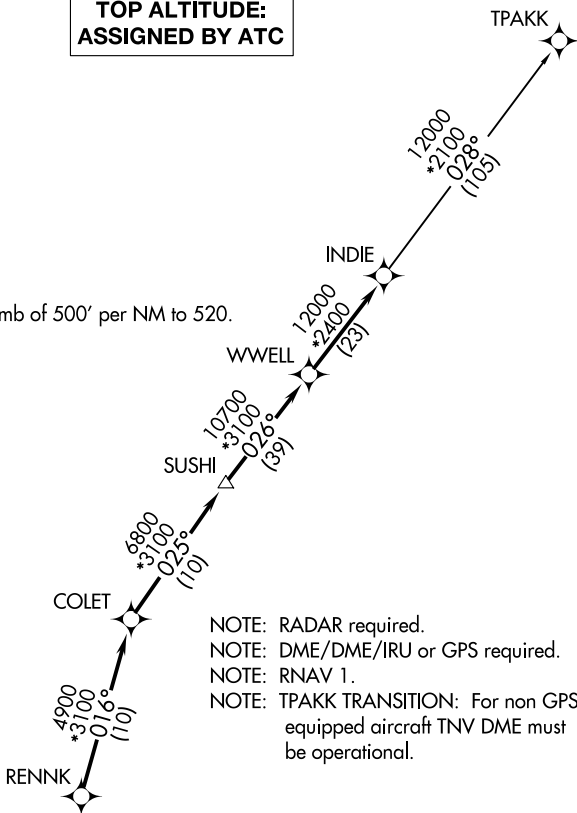 TOP ALTITUDE:
ASSIGNED BY ATC
TPAKK
12000
*2100
028°
(105)
INDIE
mb of 500' per NM to 520.
12000
*2400
(23)
WWELL
10700
*3100
026°
(39)
SUSHI
6800
*3100
025°
(10)
COLET
NOTE: RADAR required.
NOTE: DME/DME/IRU or GPS required.
NOTE: RNAV 1.
NOTE: TPAKK TRANSITION: For non GPS
equipped aircraft TNV DME must
be operational.
4900
*3100
016°
(10)
RENNK